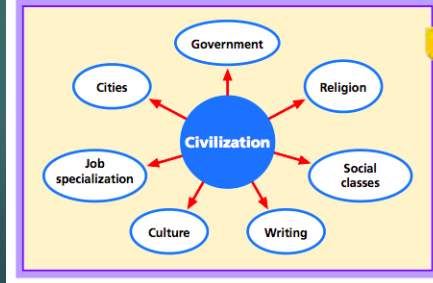 Government
Cities
Religion
Civilization
Job
specialization
Social
classes
Culture
Writing